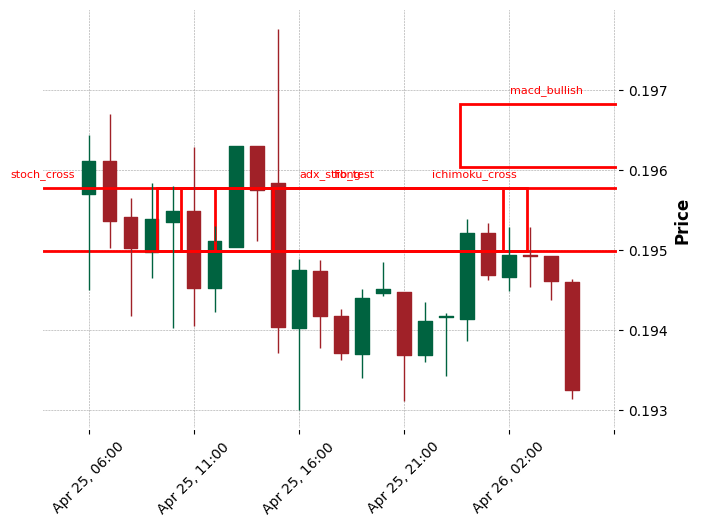 macd_bullish
0.197
stoch_cross
ichimoku_cross
0.196
0.195
Price
0.194
0.193
Apr 25, 06:00
Apr 25, 11:00
Apr 25, 16:00
Apr 25, 21:00
Apr 26, 02:00